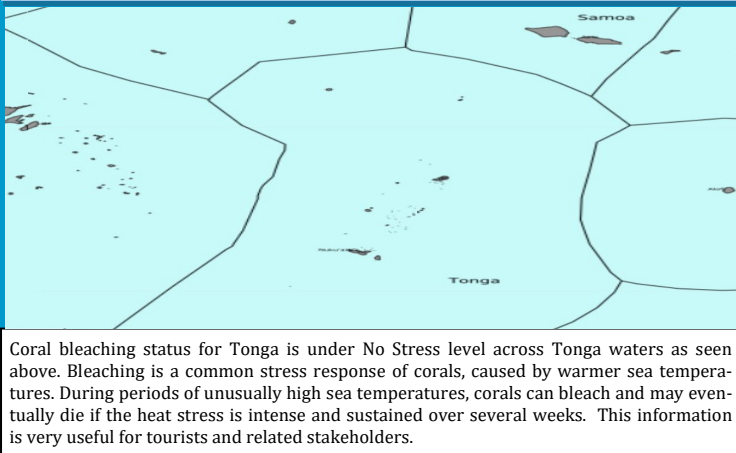 Samoa
Tonga
Coral bleaching status for Tonga is under No Stress level across Tonga waters as seen
above. Bleaching is a common stress response of corals, caused by warmer sea tempera-
tures. During periods of unusually high sea temperatures, corals can bleach and may even-
tually die if the heat stress is intense and sustained over several weeks. This information
is very useful for tourists and related stakeholders.